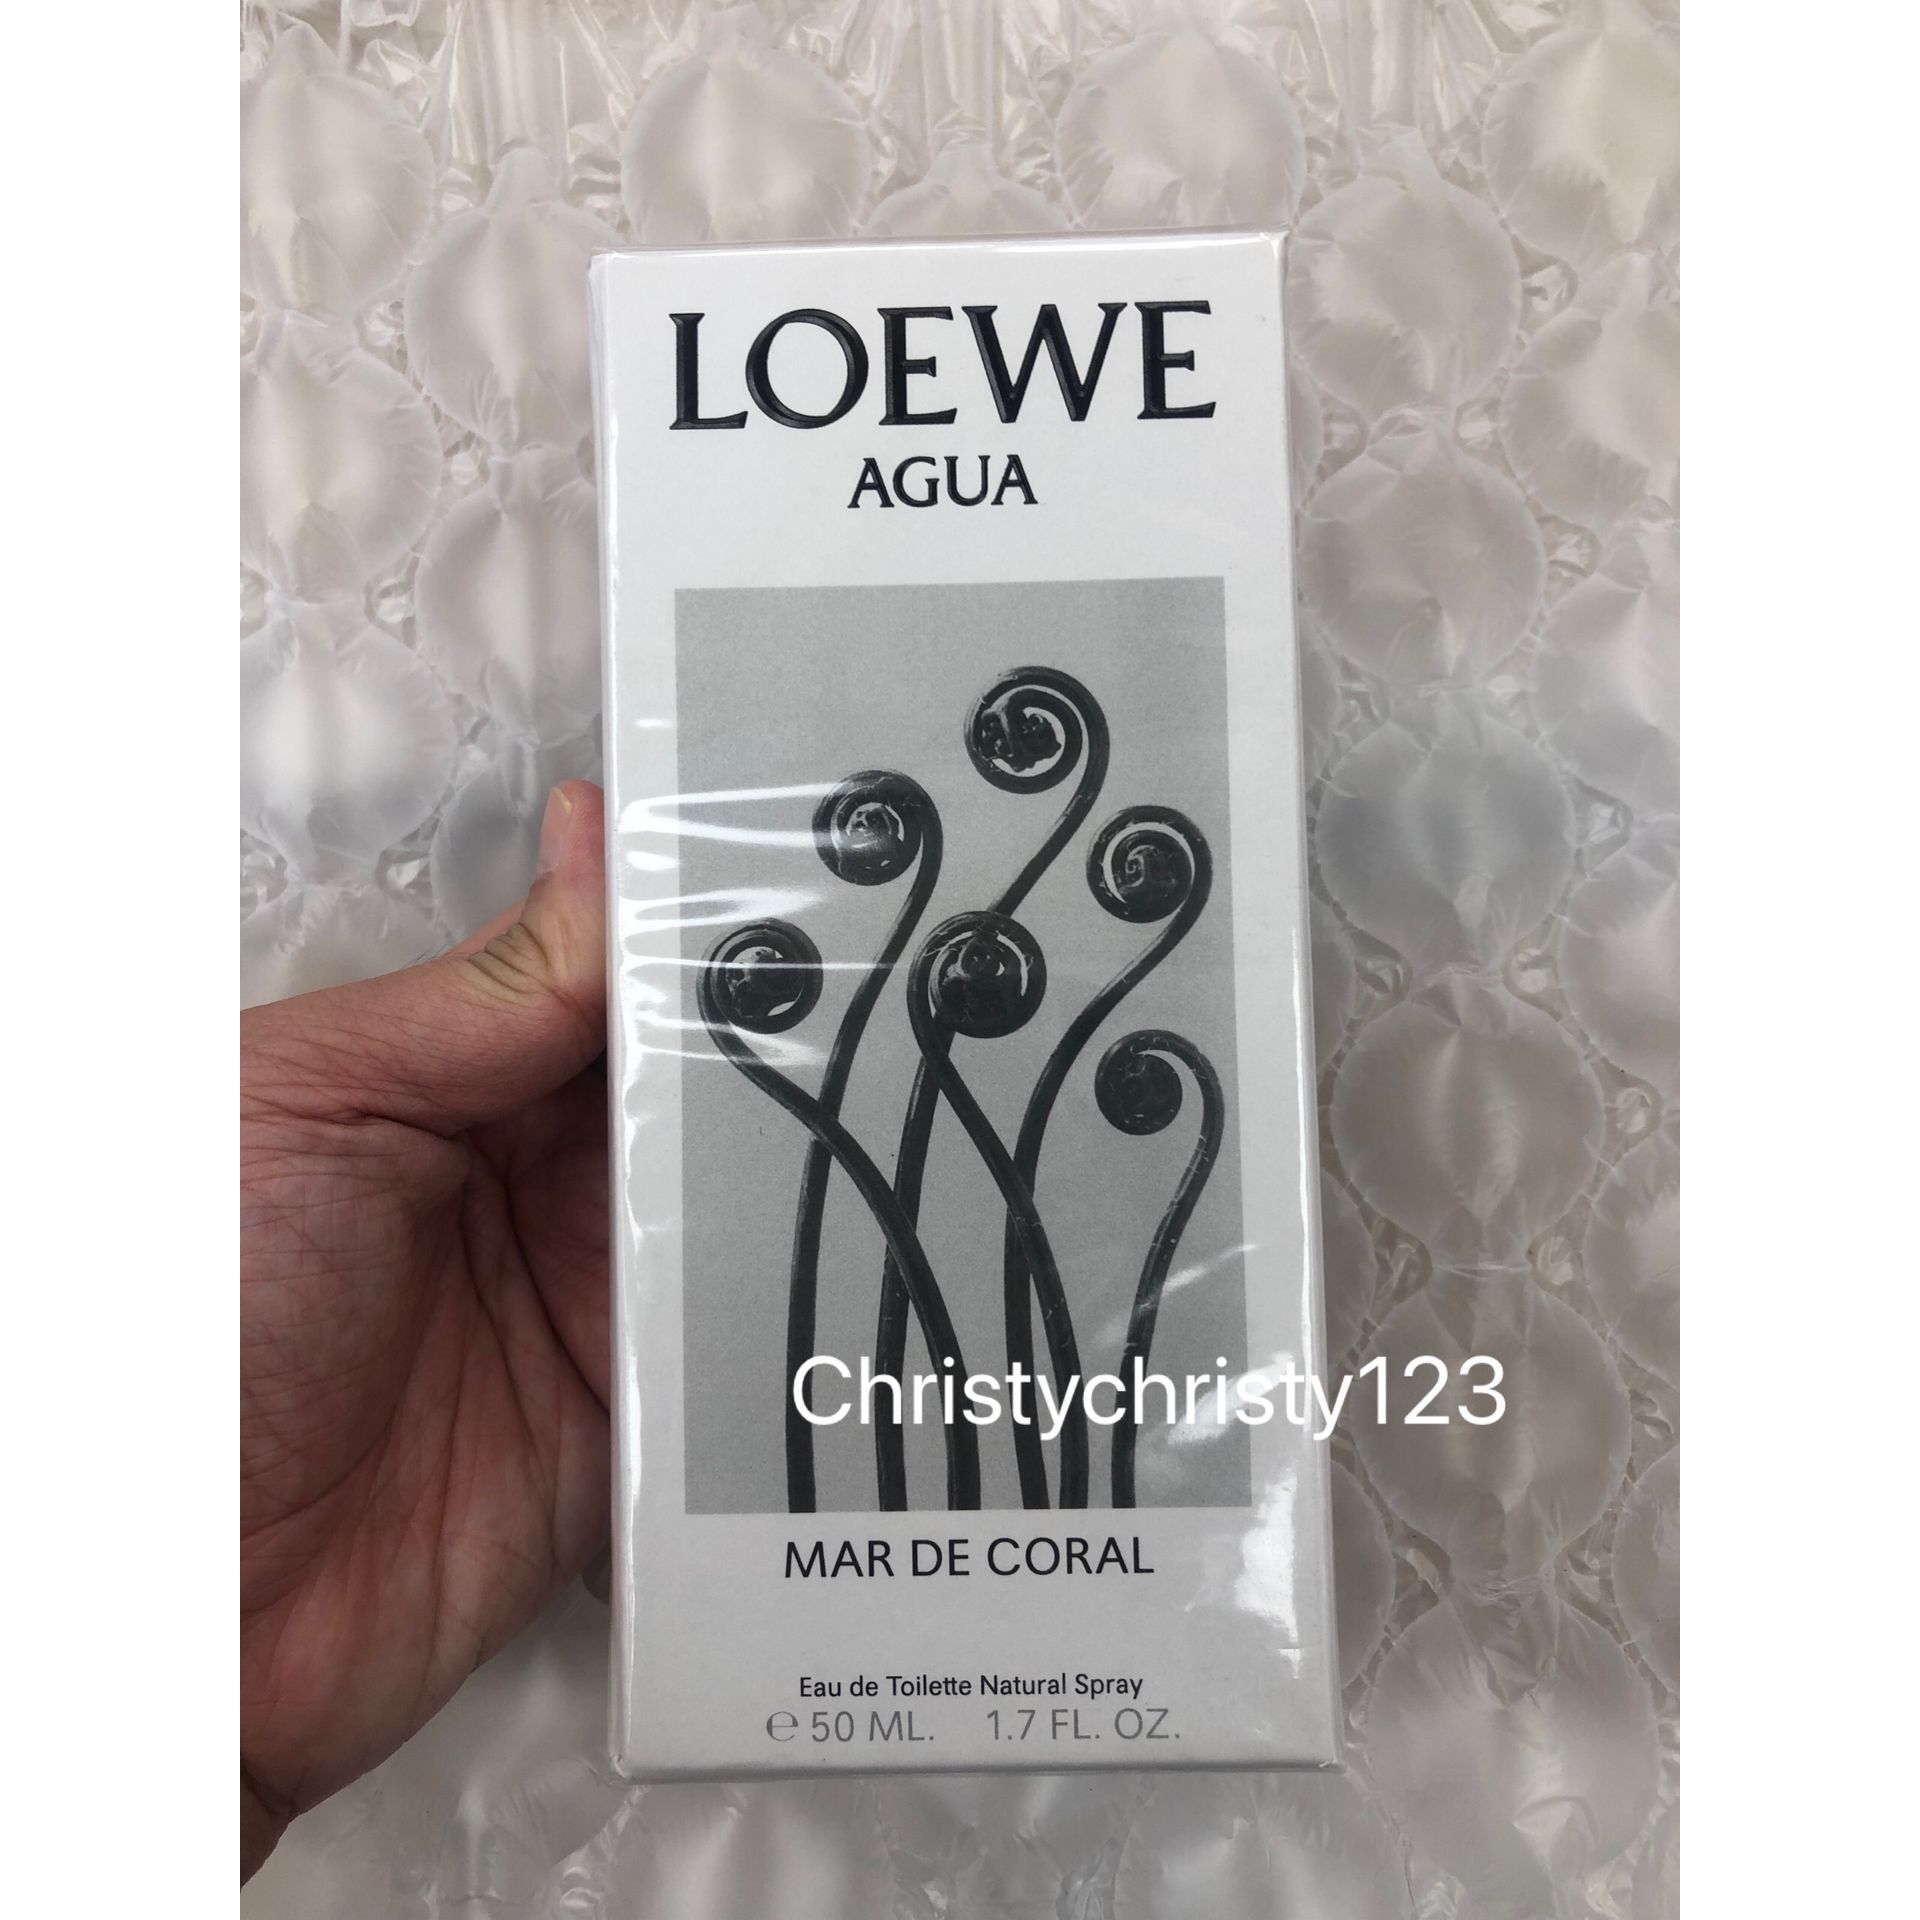 LOEWE
AGUA
Christychristy123
MAR DE CORAL
Eau de Toilette Natural Spray
℮ 50 ML. 1.7 FL. OZ.